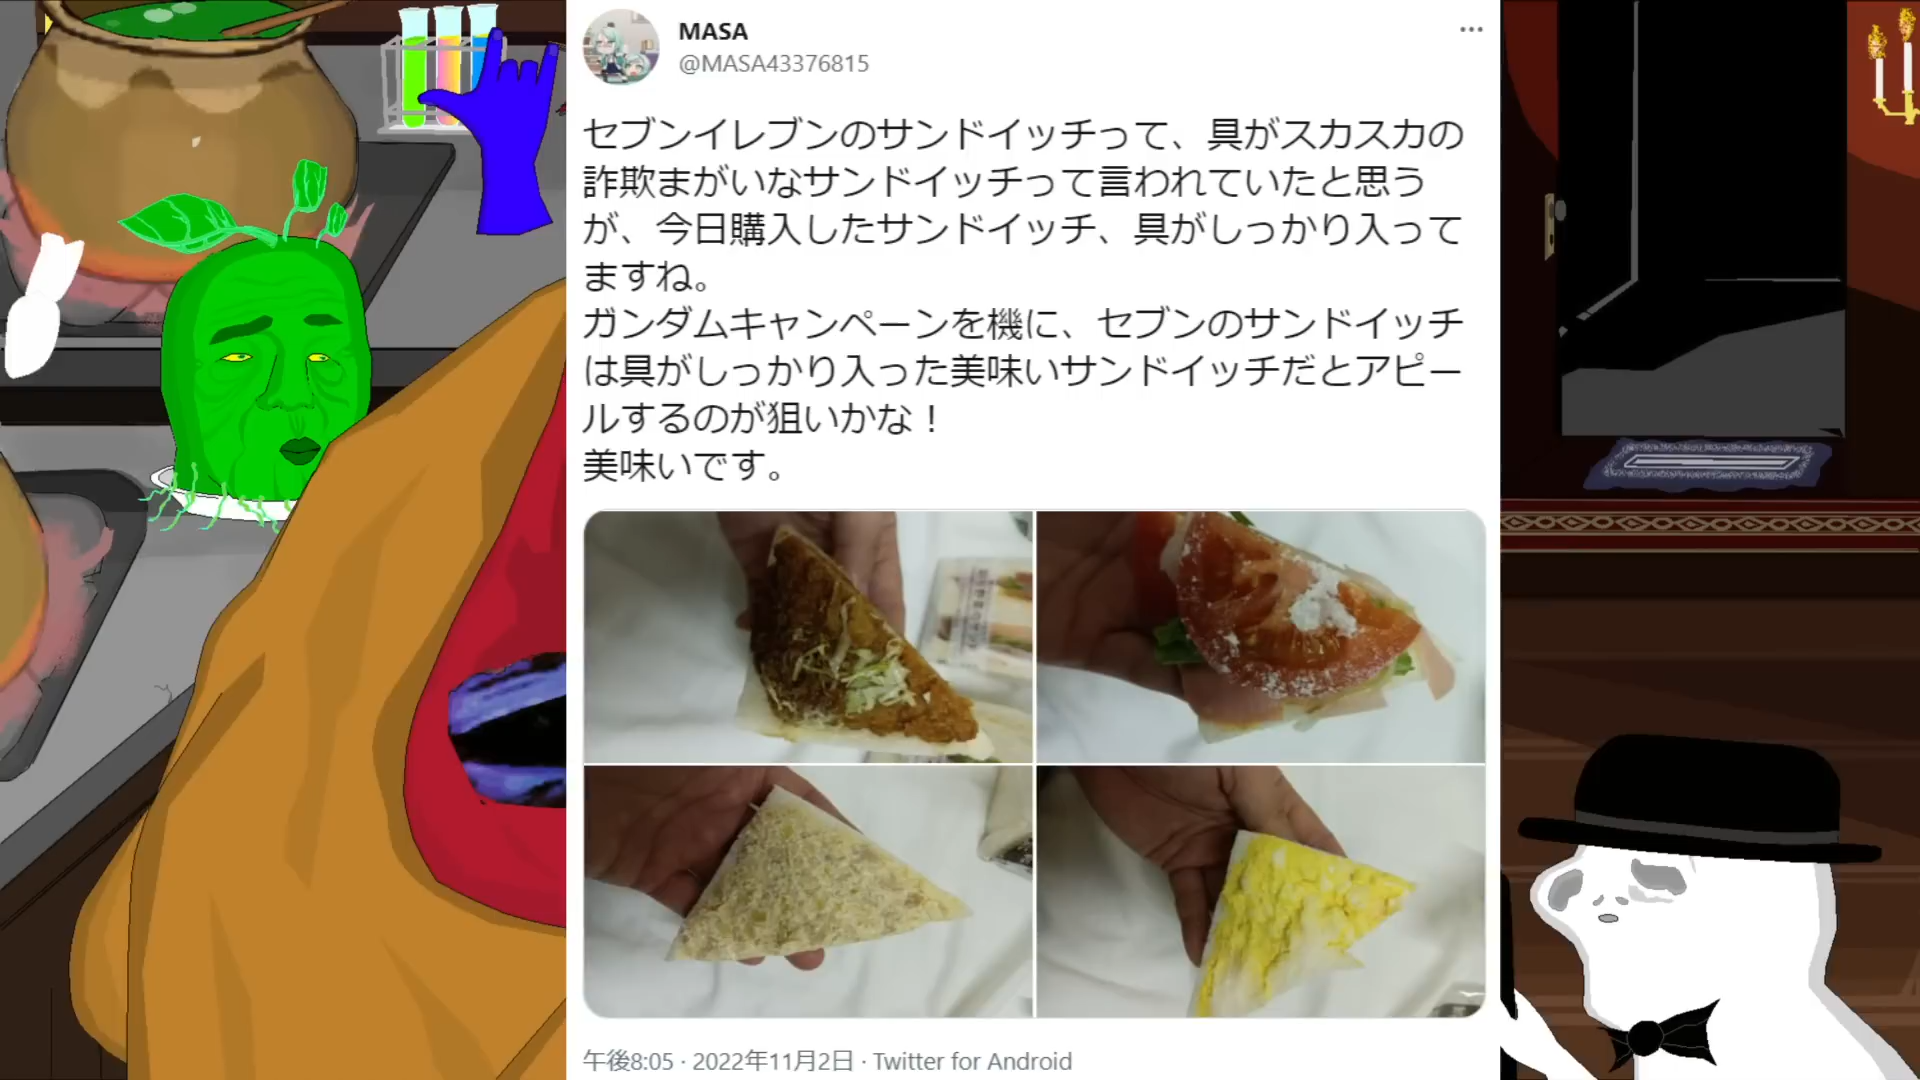 MASA
@MASA43376815
セブンイレブンのサンドイッチって、具がスカスカの
詐欺まがいなサンドイッチって言われていたと思う
が、今日購入したサンドイッチ、具がしっかり入って
ますね。
ガンダムキャンペーンを機に、セブンのサンドイッチ
は具がしっかり入った美味いサンドイッチだとアピー
ルするのが狙いかな！
美味いです。
午後8:05 · 2022年11月2日 · Twitter for Android